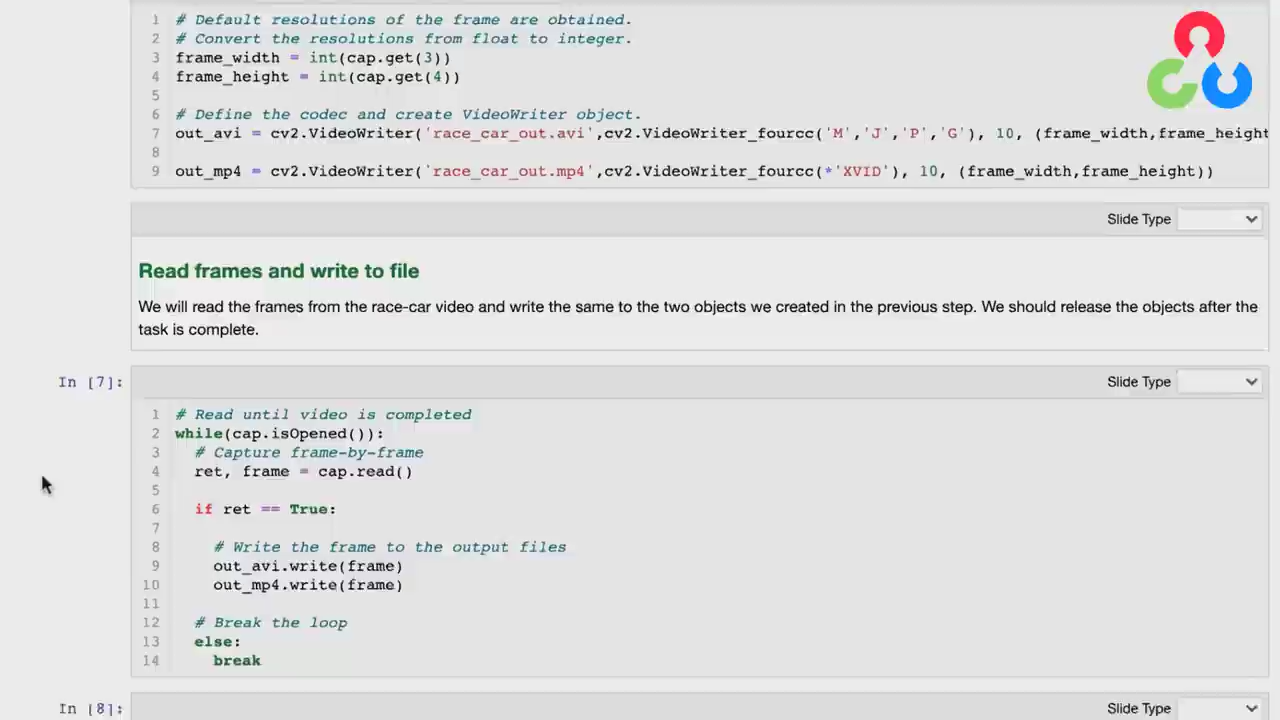 1 # Default resolutions of the frame are obtained.
2 # Convert the resolutions from float to integer.
3 frame_width = int(cap.get(3))
4 frame_height = int(cap.get(4))
5
6 # Define the codec and create VideoWriter object.
7 out_avi = cv2.VideoWriter('race_car_out.avi',cv2.VideoWriter_fourcc('M','J','P','G'), 10, (frame_width,frame_height
8
9 out_mp4 = cv2.VideoWriter('race_car_out.mp4',cv2.VideoWriter_fourcc(*'XVID'), 10, (frame_width,frame_height))
Slide Type
Read frames and write to file
We will read the frames from the race-car video and write the same to the two objects we created in the previous step. We should release the objects after the
task is complete.
In [7]: Slide Type
1 # Read until video is completed
2 while(cap.isOpened()):
3   # Capture frame-by-frame
4   ret, frame = cap.read()
5
6   if ret == True:
7
8     # Write the frame to the output files
9     out_avi.write(frame)
10     out_mp4.write(frame)
11
12   # Break the loop
13   else:
14     break
In [8]: Slide Type